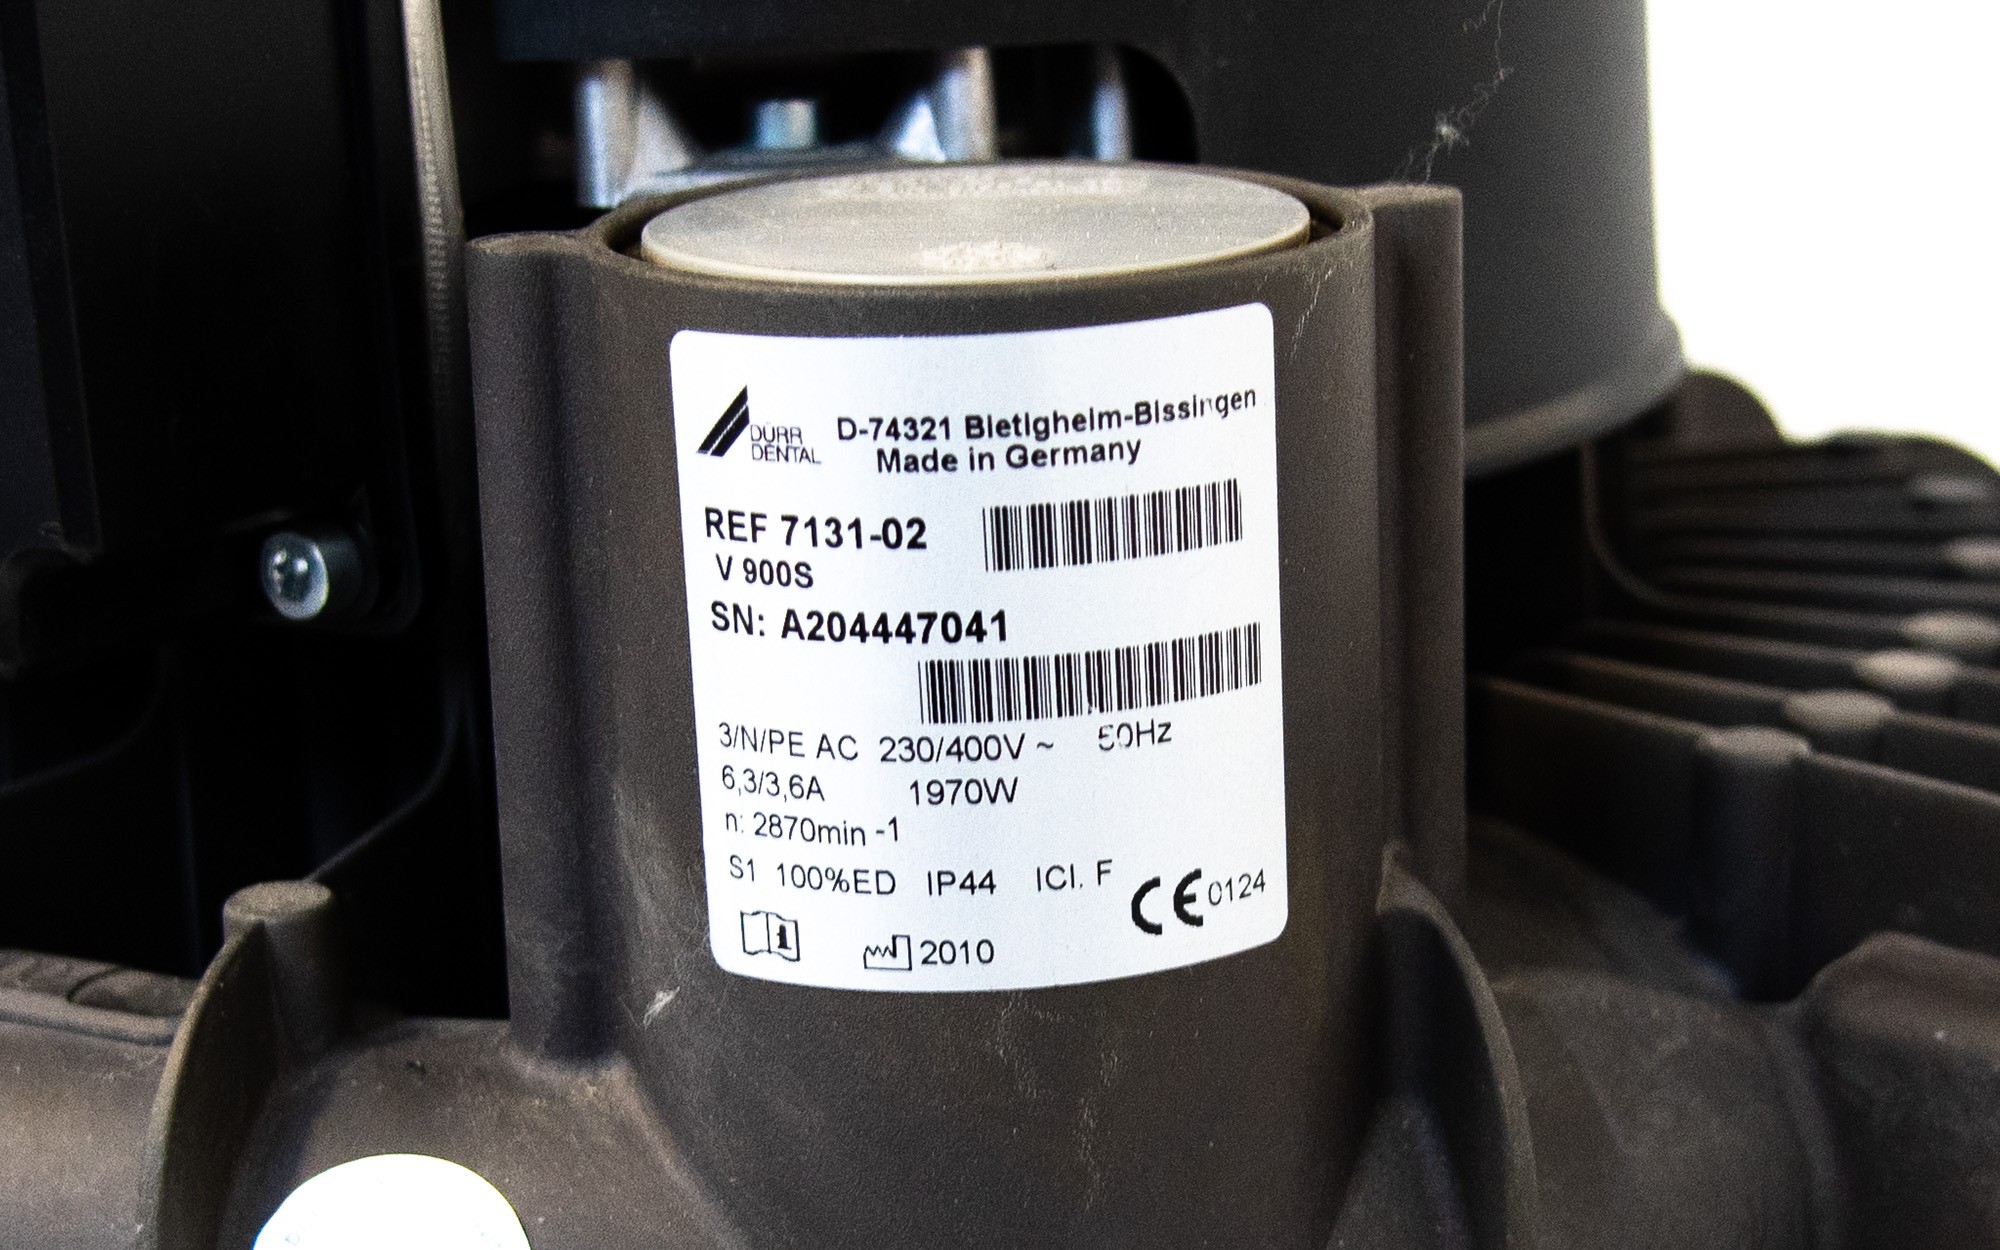 DÜRR
DENTAL
D-74321 Bietigheim-Bissingen
Made in Germany
REF 7131-02
V 900S
SN: A204447041
3/N/PE AC 230/400V ~ 50Hz
6,3/3,6A 1970W
n: 2870min -1
S1 100%ED IP44 ICl. F
CE 0124
i
2010